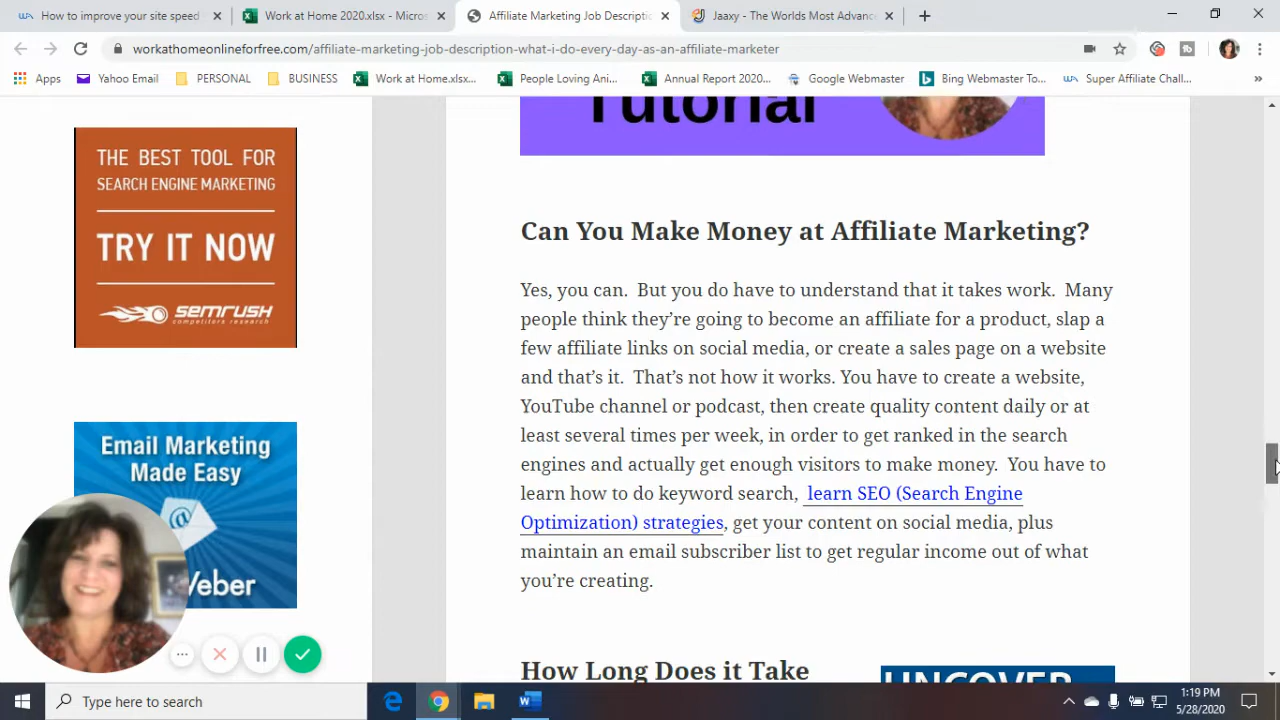 How to improve your site speed
Work at Home 2020.xlsx - Micros
Affiliate Marketing Job Descripti
Jaaxy - The Worlds Most Advanc
workathomeonlineforfree.com/affiliate-marketing-job-description-what-i-do-every-day-as-an-affiliate-marketer
Apps
Yahoo Email
PERSONAL
BUSINESS
Work at Home.xlsx...
People Loving Ani...
Annual Report 2020...
Google Webmaster
Bing Webmaster To...
Super Affiliate Chall...
Tutorial
THE BEST TOOL FOR
SEARCH ENGINE MARKETING
TRY IT NOW
semrush
competitors research
Email Marketing
Made Easy
Weber
Can You Make Money at Affiliate Marketing?
Yes, you can.  But you do have to understand that it takes work.  Many
people think they're going to become an affiliate for a product, slap a
few affiliate links on social media, or create a sales page on a website
and that's it.  That's not how it works. You have to create a website,
YouTube channel or podcast, then create quality content daily or at
least several times per week, in order to get ranked in the search
engines and actually get enough visitors to make money.  You have to
learn how to do keyword search,  learn SEO (Search Engine
Optimization) strategies, get your content on social media, plus
maintain an email subscriber list to get regular income out of what
you're creating.
How Long Does it Take
UNCOVER
Type here to search
1:19 PM
5/28/2020